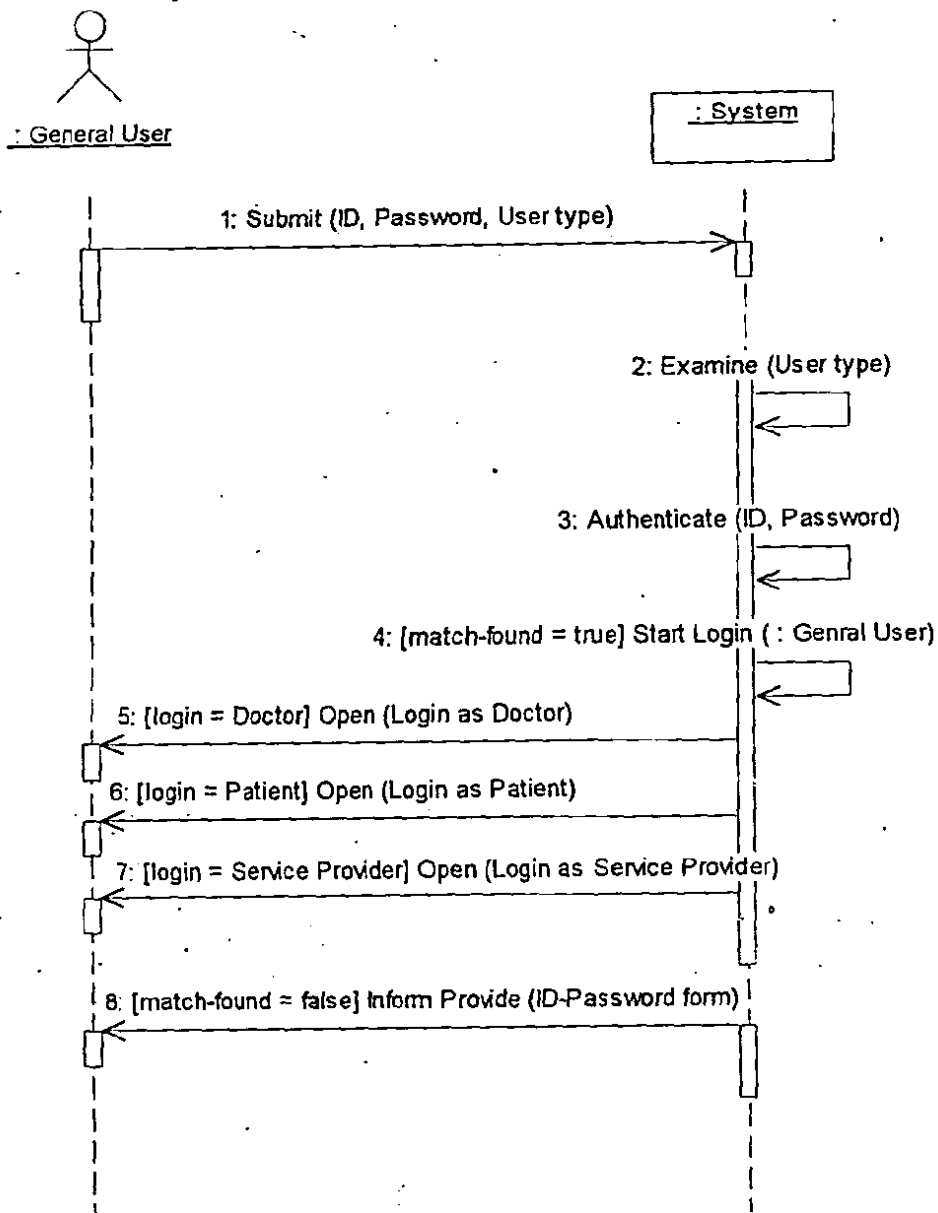 : General User
: System
1: Submit (ID, Password, User type)
2: Examine (User type)
3: Authenticate (ID, Password)
4: [match-found = true] Start Login ( : Genral User)
5: [login = Doctor] Open (Login as Doctor)
6: [login = Patient] Open (Login as Patient)
7: [login = Service Provider] Open (Login as Service Provider)
8: [match-found = false] Inform Provide (ID-Password form)